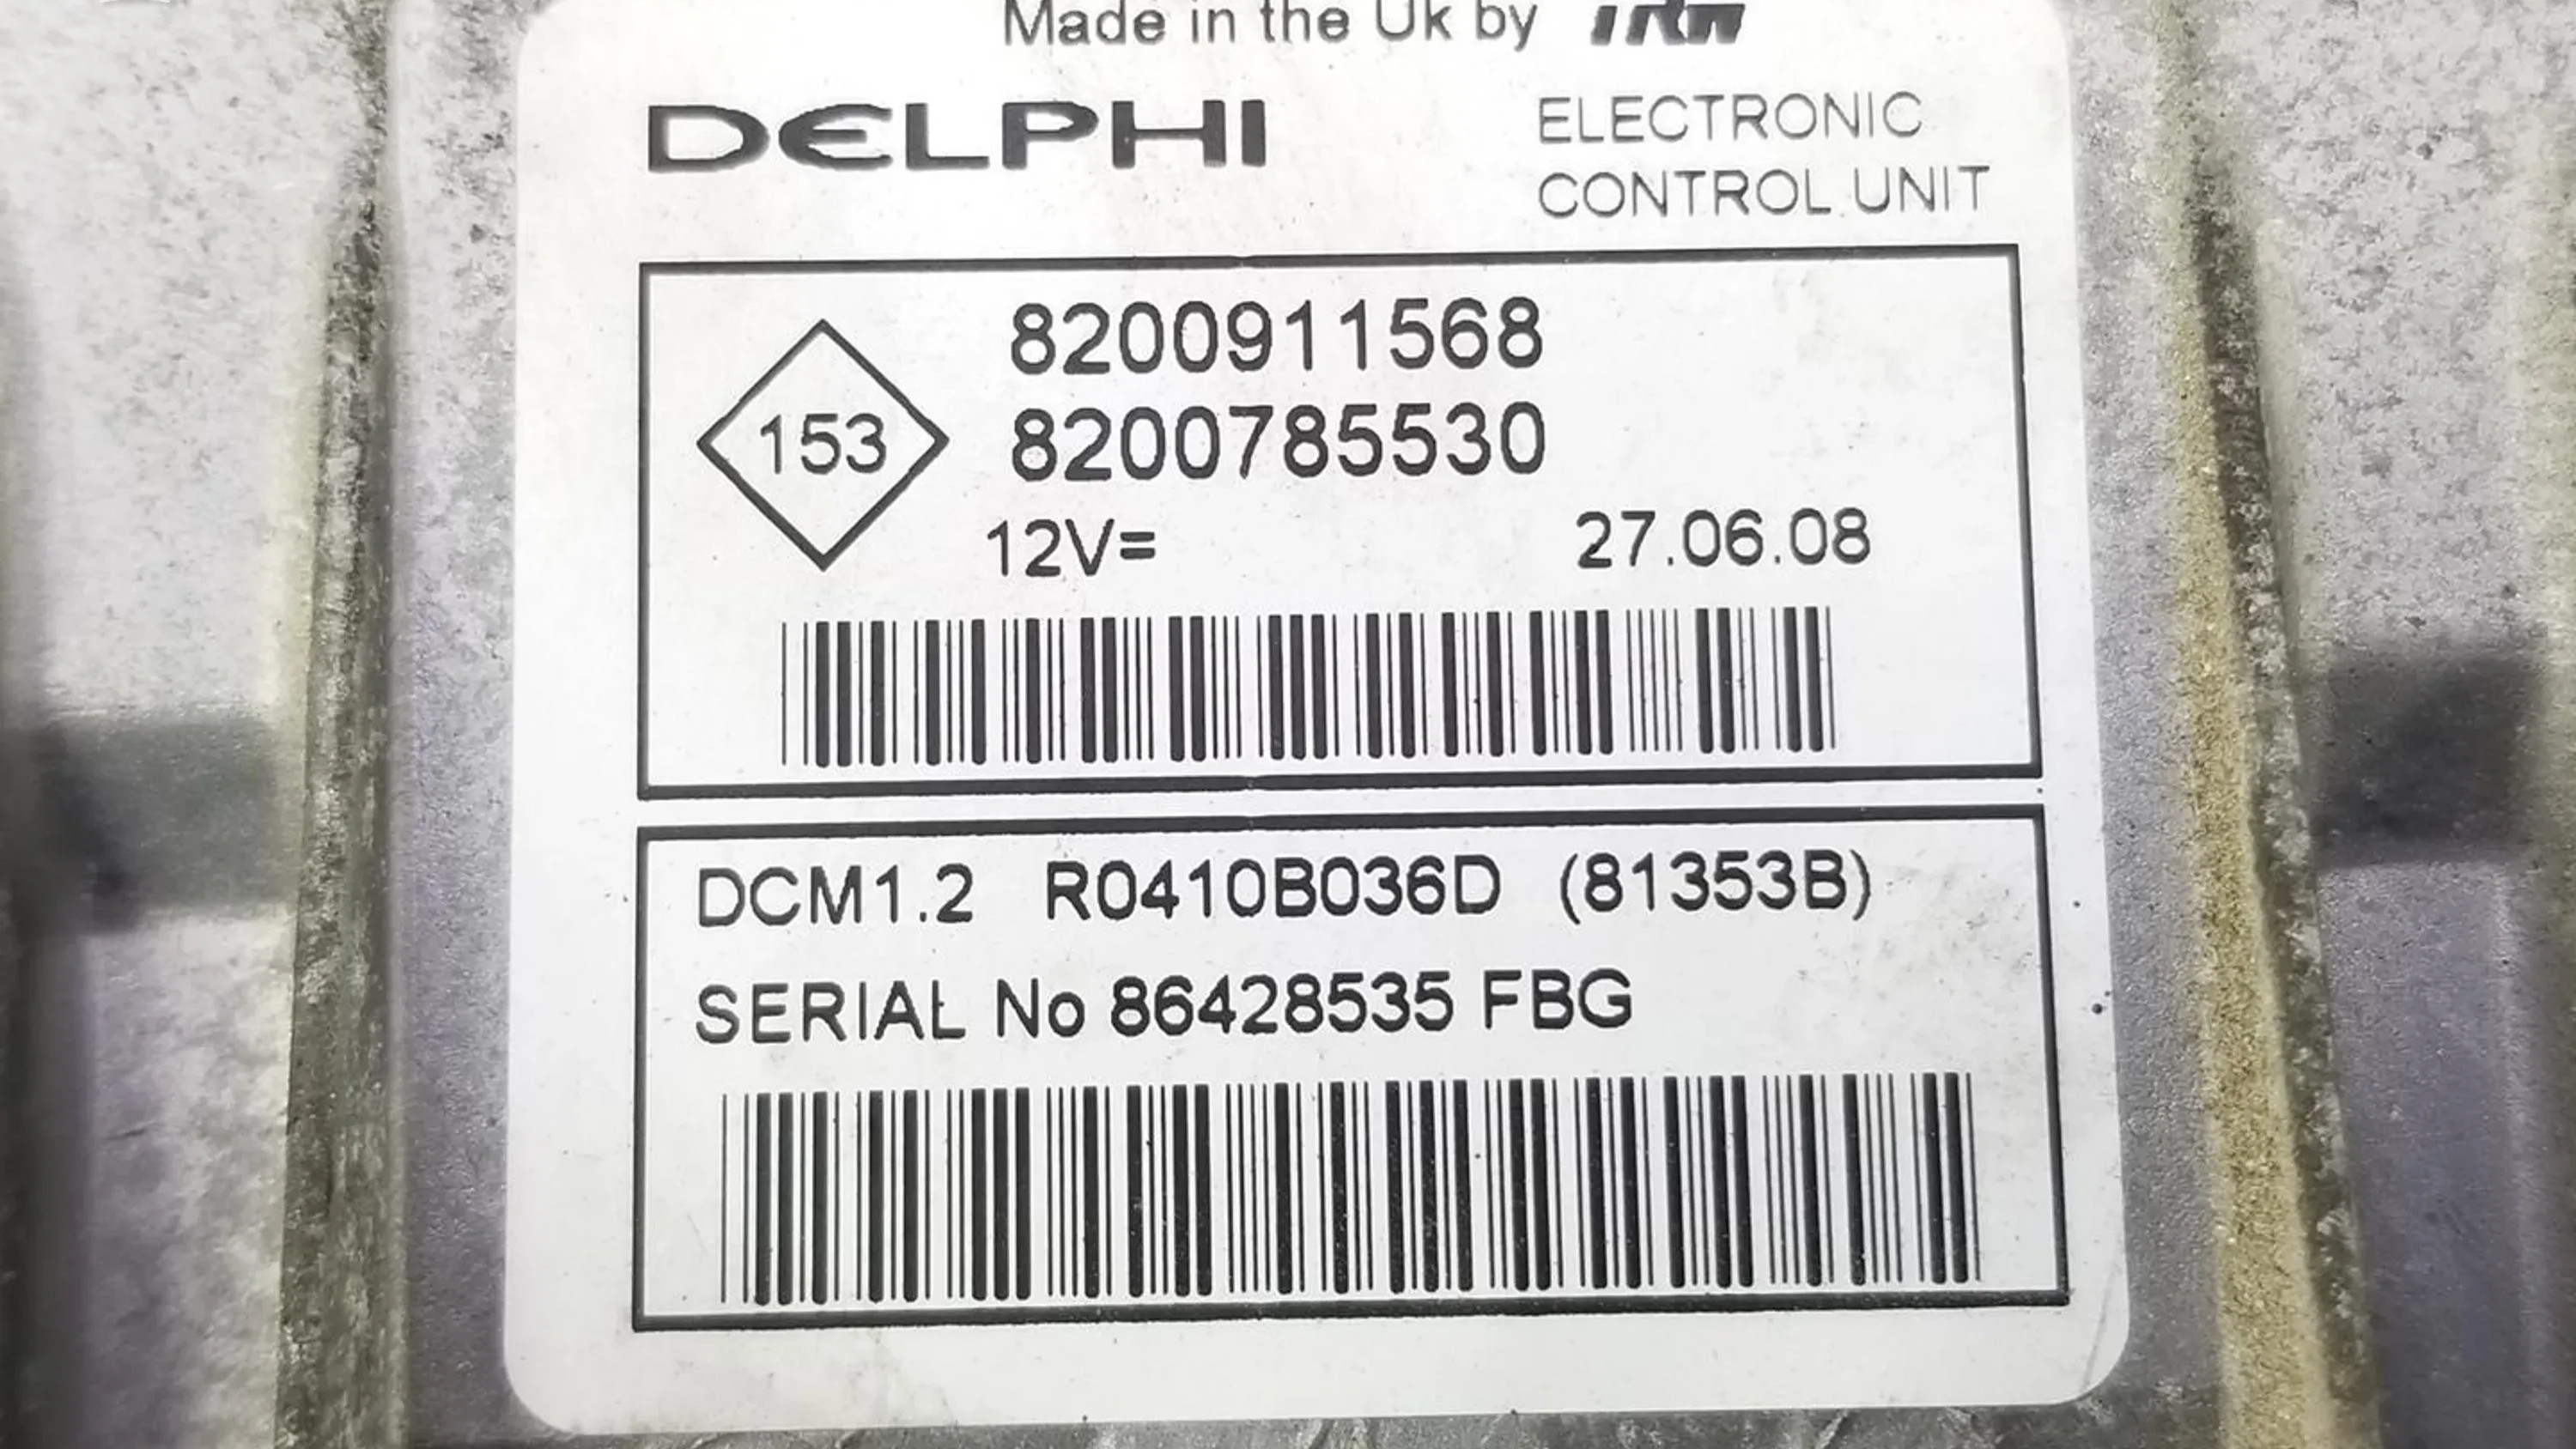 Made in the Uk by TRW
DELPHI
ELECTRONIC
CONTROL UNIT
8200911568
153
8200785530
12V= 27.06.08
DCM1.2 R0410B036D (81353B)
SERIAL No 86428535 FBG